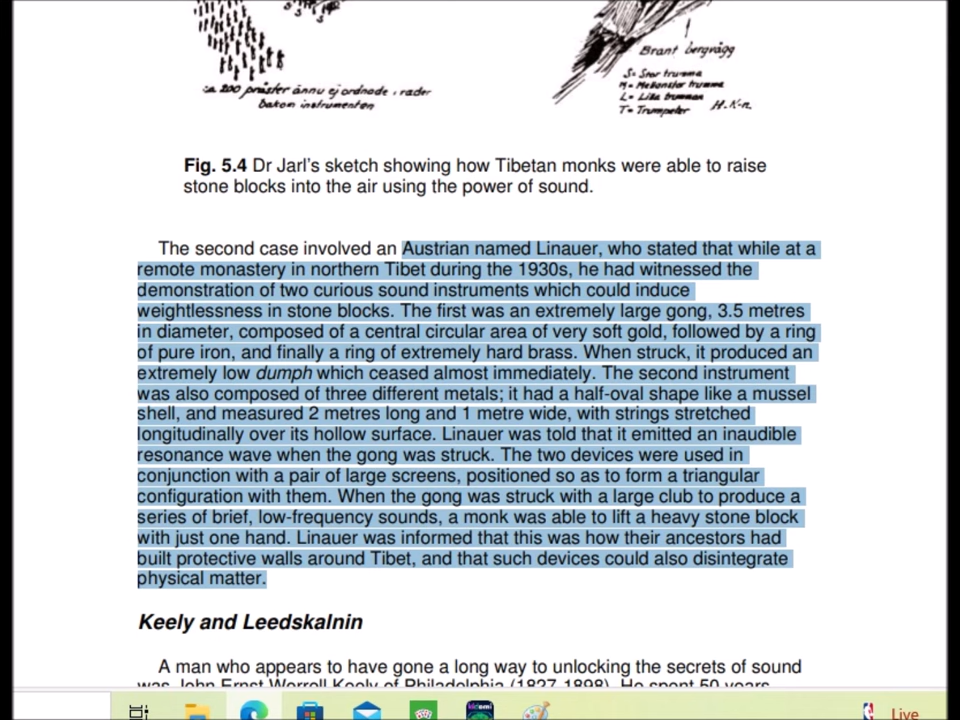 ca 200 präster ännu ej ordnade i rader
bakom instrumenten
Brant bergvägg
S= Stor trumma
M= Mellanstor trumma
L= Lilla trumman
T= Trumpeter
H.K-n.
Fig. 5.4 Dr Jarl's sketch showing how Tibetan monks were able to raise
stone blocks into the air using the power of sound.
The second case involved an Austrian named Linauer, who stated that while at a
remote monastery in northern Tibet during the 1930s, he had witnessed the
demonstration of two curious sound instruments which could induce
weightlessness in stone blocks. The first was an extremely large gong, 3.5 metres
in diameter, composed of a central circular area of very soft gold, followed by a ring
of pure iron, and finally a ring of extremely hard brass. When struck, it produced an
extremely low dumph which ceased almost immediately. The second instrument
was also composed of three different metals; it had a half-oval shape like a mussel
shell, and measured 2 metres long and 1 metre wide, with strings stretched
longitudinally over its hollow surface. Linauer was told that it emitted an inaudible
resonance wave when the gong was struck. The two devices were used in
conjunction with a pair of large screens, positioned so as to form a triangular
configuration with them. When the gong was struck with a large club to produce a
series of brief, low-frequency sounds, a monk was able to lift a heavy stone block
with just one hand. Linauer was informed that this was how their ancestors had
built protective walls around Tibet, and that such devices could also disintegrate
physical matter.
Keely and Leedskalnin
A man who appears to have gone a long way to unlocking the secrets of sound
was John Ernst Worrell Keely of Philadelphia (1827-1898). He spent 50 years
Live